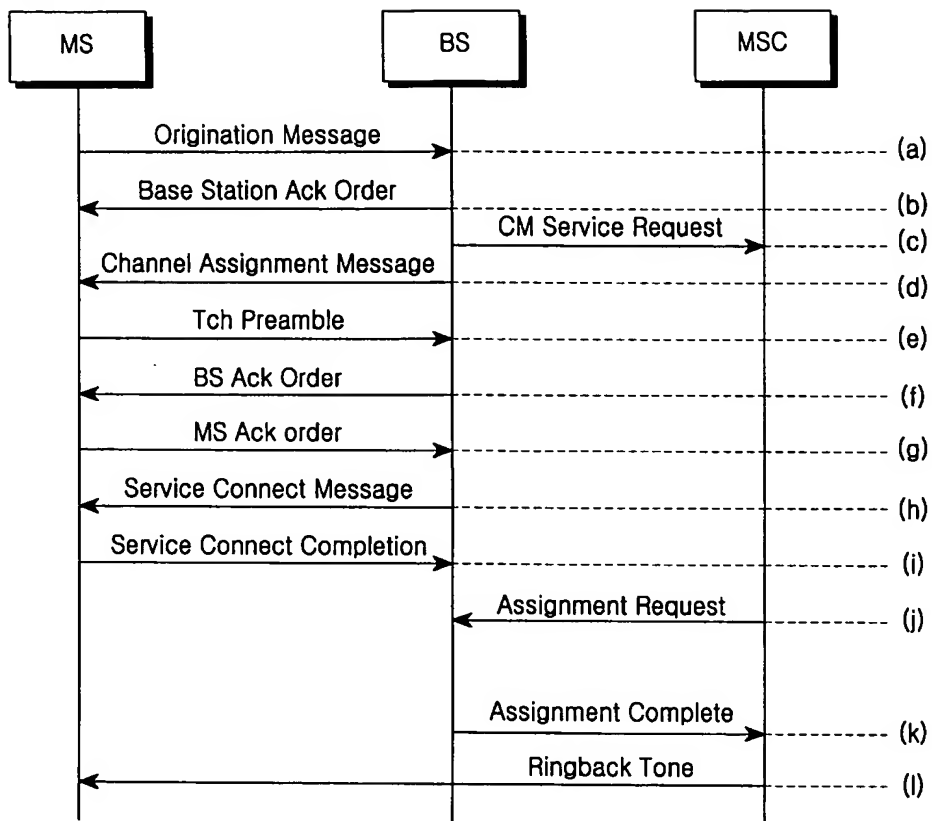 MS BS MSC
Origination Message (a)
Base Station Ack Order (b)
CM Service Request (c)
Channel Assignment Message (d)
Tch Preamble (e)
BS Ack Order (f)
MS Ack order (g)
Service Connect Message (h)
Service Connect Completion (i)
Assignment Request (j)
Assignment Complete (k)
Ringback Tone (l)